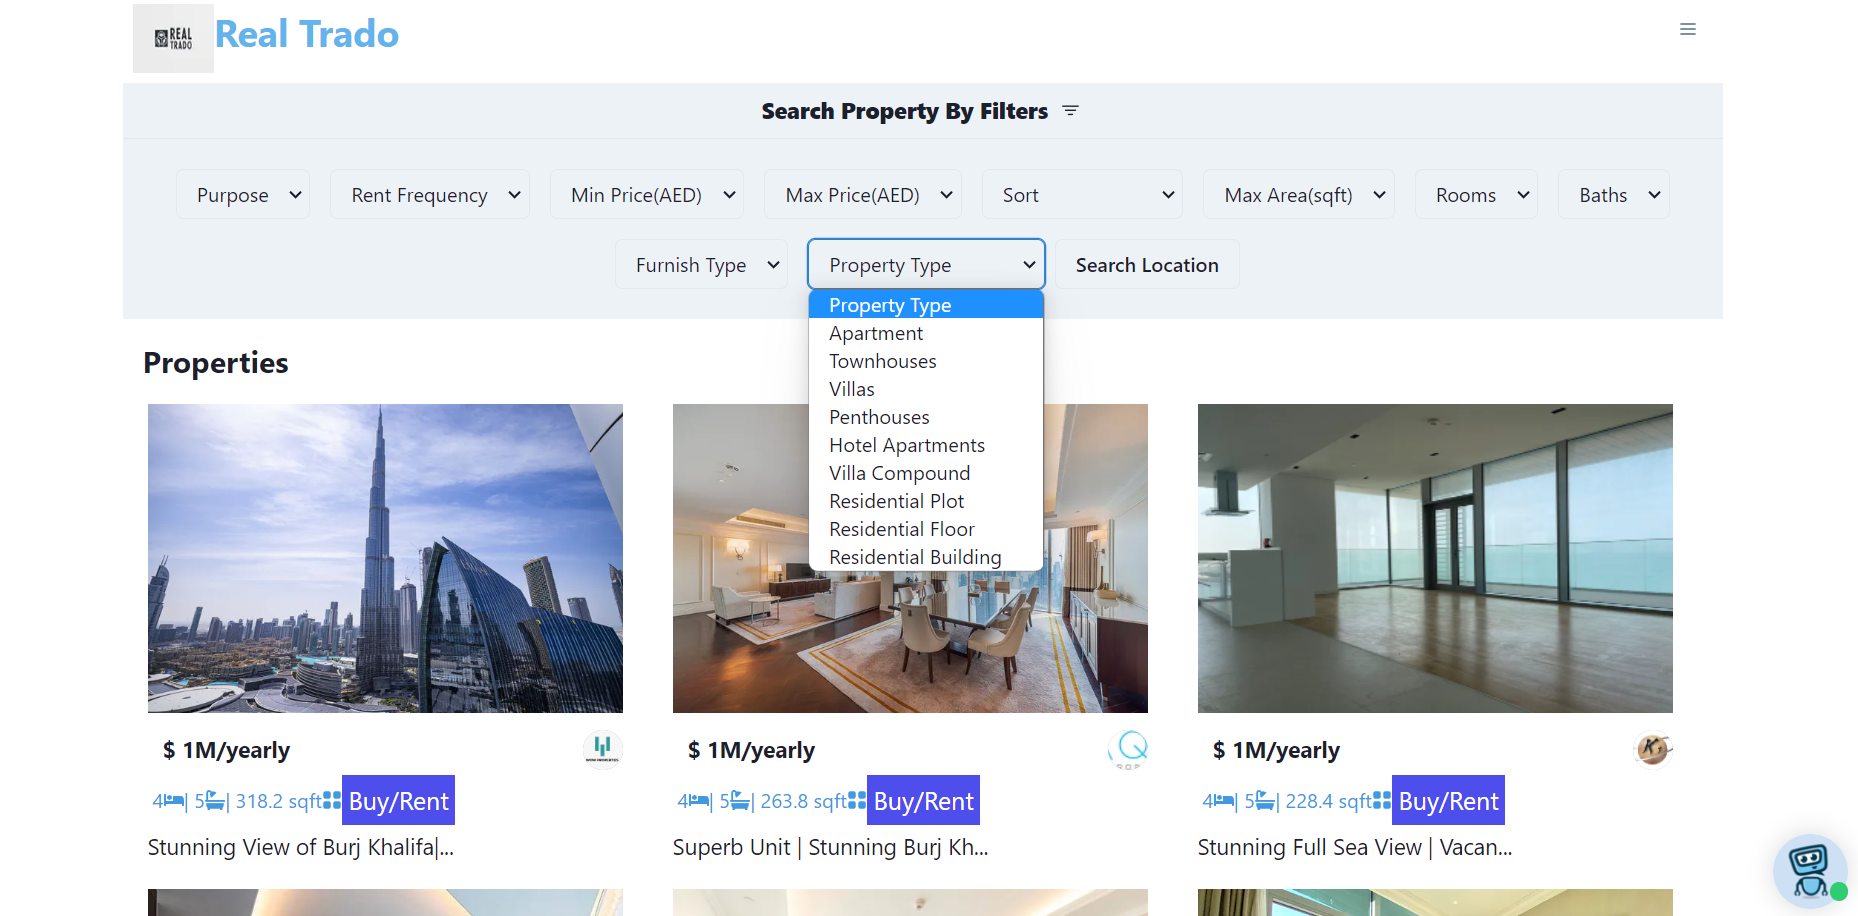 REAL
TRADO
Real Trado
Search Property By Filters
Purpose
Rent Frequency
Min Price(AED)
Max Price(AED)
Sort
Max Area(sqft)
Rooms
Baths
Furnish Type
Property Type
Search Location
Property Type
Apartment
Townhouses
Villas
Penthouses
Hotel Apartments
Villa Compound
Residential Plot
Residential Floor
Residential Building
Properties
$ 1M/yearly
WOW PROPERTIES
4| 5| 318.2 sqft Buy/Rent
Stunning View of Burj Khalifa|...
$ 1M/yearly
4| 5| 263.8 sqft Buy/Rent
Superb Unit | Stunning Burj Kh...
$ 1M/yearly
K
4| 5| 228.4 sqft Buy/Rent
Stunning Full Sea View | Vacan...